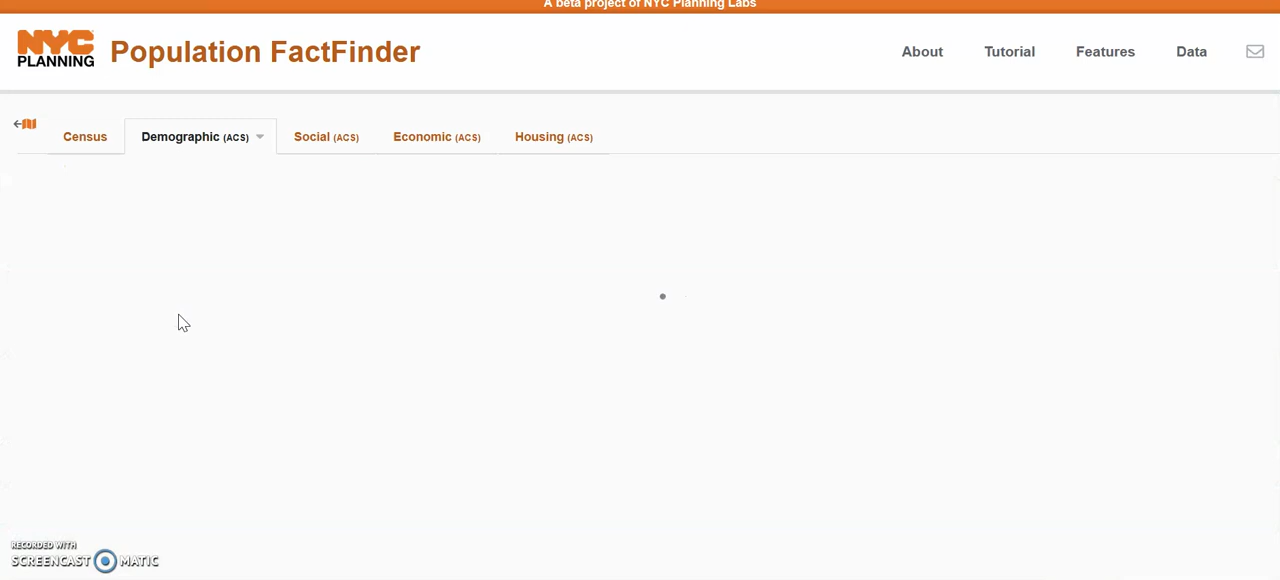 A beta project of NYC Planning Labs
NYC
PLANNING
Population FactFinder
About
Tutorial
Features
Data
Census
Demographic (ACS)
Social (ACS)
Economic (ACS)
Housing (ACS)
RECORDED WITH
SCREENCAST MATIC